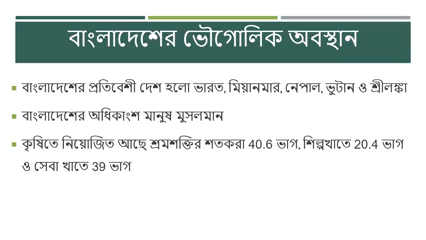 বাংলাদেশের ভৌগোলিক অবস্থান
বাংলাদেশের প্রতিবেশী দেশ হলো ভারত, মিয়ানমার, নেপাল, ভুটান ও শ্রীলঙ্কা
বাংলাদেশের অধিকাংশ মানুষ মুসলমান
কৃষিতে নিয়োজিত আছে শ্রমশক্তির শতকরা 40.6 ভাগ, শিল্পখাতে 20.4 ভাগ
ও সেবা খাতে 39 ভাগ